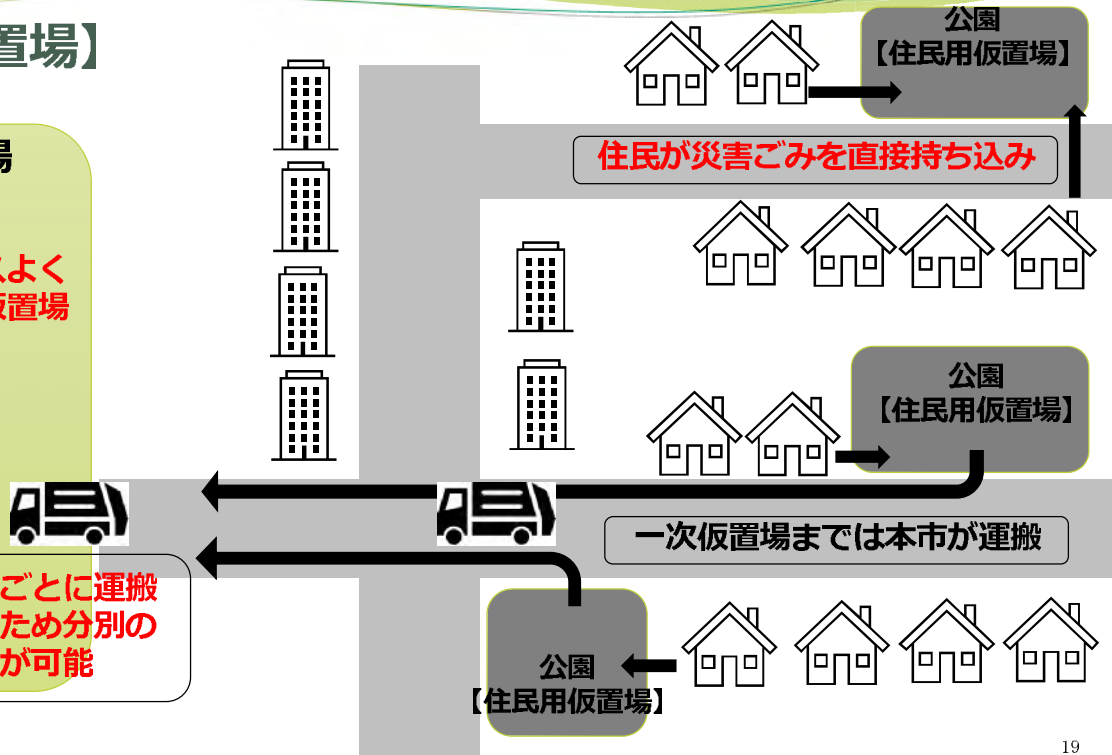 置場】
公園
【住民用仮置場】
住民が災害ごみを直接持ち込み
場
よく
仮置場
公園
【住民用仮置場】
一次仮置場までは本市が運搬
ごとに運搬
ため分別の
が可能
公園
【住民用仮置場】
19